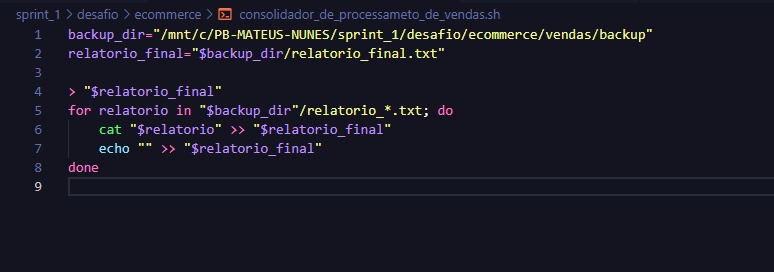 sprint_1 > desafio > ecommerce > consolidador_de_processameto_de_vendas.sh
1 backup_dir="/mnt/c/PB-MATEUS-NUNES/sprint_1/desafio/ecommerce/vendas/backup"
2 relatorio_final="$backup_dir/relatorio_final.txt"
3
4 > "$relatorio_final"
5 for relatorio in "$backup_dir"/relatorio_*.txt; do
6     cat "$relatorio" >> "$relatorio_final"
7     echo "" >> "$relatorio_final"
8 done
9